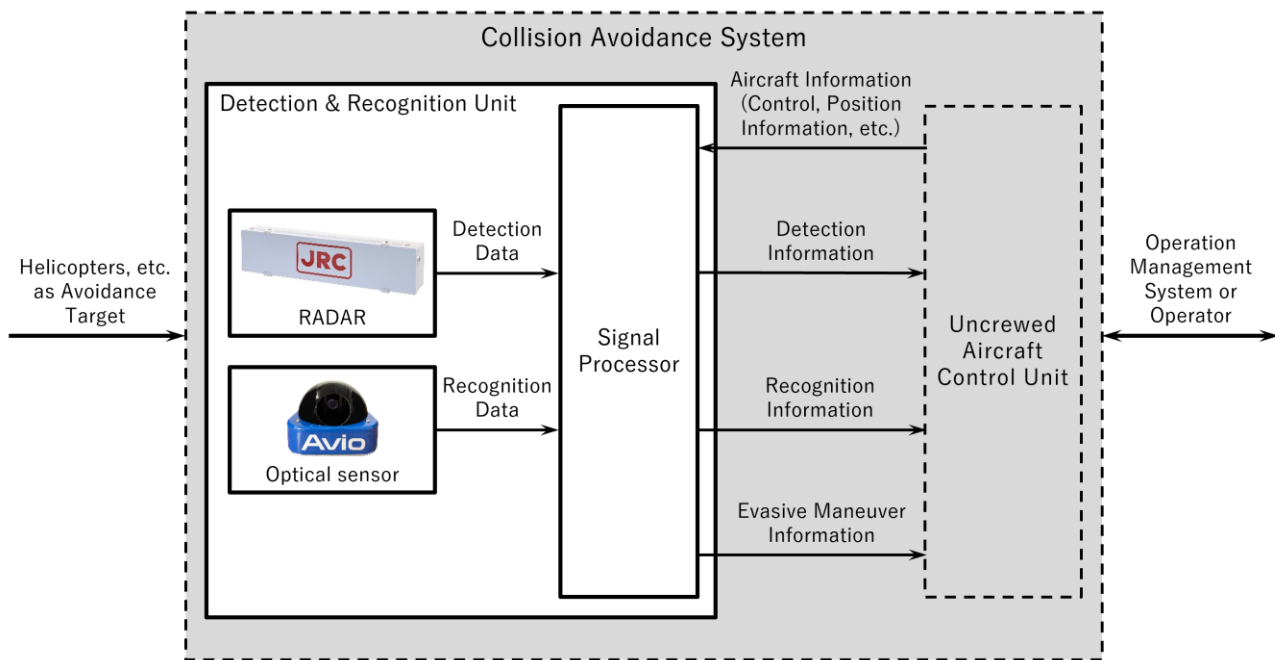 Collision Avoidance System
Detection & Recognition Unit
Aircraft Information
(Control, Position
Information, etc.)
JRC
RADAR
Detection
Data
Detection
Information
Helicopters, etc.
as Avoidance
Target
Signal
Processor
Uncrewed
Aircraft
Control Unit
Operation
Management
System or
Operator
Avio
Optical sensor
Recognition
Data
Recognition
Information
Evasive Maneuver
Information